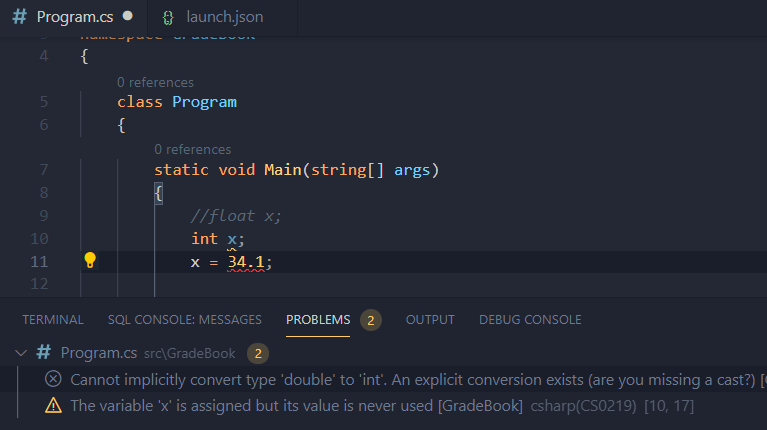 # Program.cs ● {} launch.json
3 namespace GradeBook
4 {
0 references
5 class Program
6 {
0 references
7 static void Main(string[] args)
8 {
9 //float x;
10 int x;
11 x = 34.1;
12
TERMINAL SQL CONSOLE: MESSAGES PROBLEMS 2 OUTPUT DEBUG CONSOLE
# Program.cs src\GradeBook 2
Cannot implicitly convert type 'double' to 'int'. An explicit conversion exists (are you missing a cast?) [
The variable 'x' is assigned but its value is never used [GradeBook] csharp(CS0219) [10, 17]